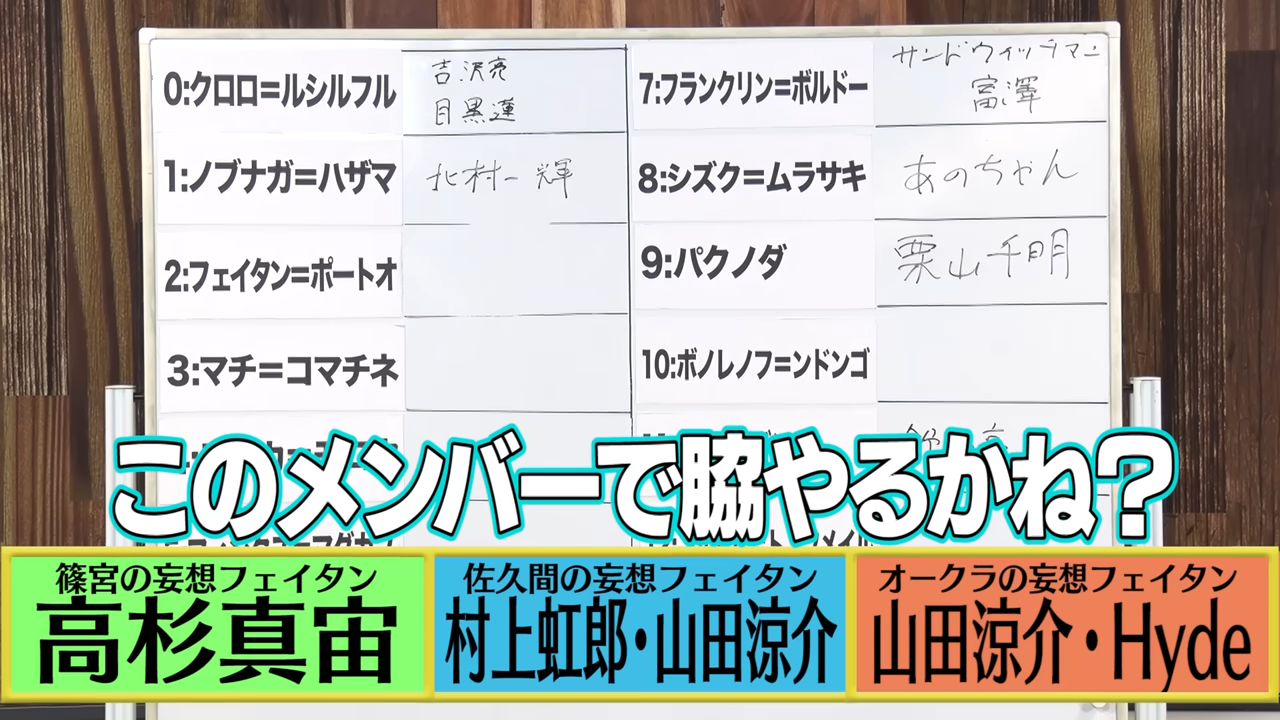 0:クロロ=ルシルフル
吉沢亮
目黒蓮
1:ノブナガ=ハザマ
北村一輝
2:フェイタン=ポートオ
3:マチ=コマチネ
7:フランクリン=ボルドー
サンドウィッチマン
富澤
8:シズク=ムラサキ
あのちゃん
9:パクノダ
栗山千明
10:ボノレノフ=ンドンゴ
このメンバーで脇やるかね?
篠宮の妄想フェイタン
高杉真宙
佐久間の妄想フェイタン
村上虹郎・山田涼介
オークラの妄想フェイタン
山田涼介・Hyde